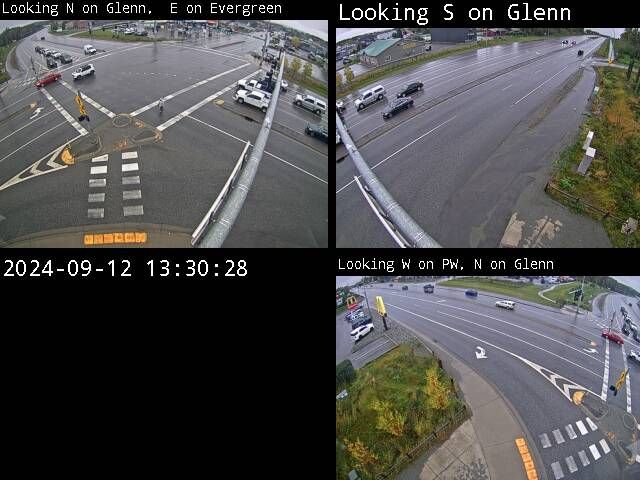 Looking N on Glenn,  E on Evergreen
Looking S on Glenn
2024-09-12 13:30:28
Looking W on PW, N on Glenn